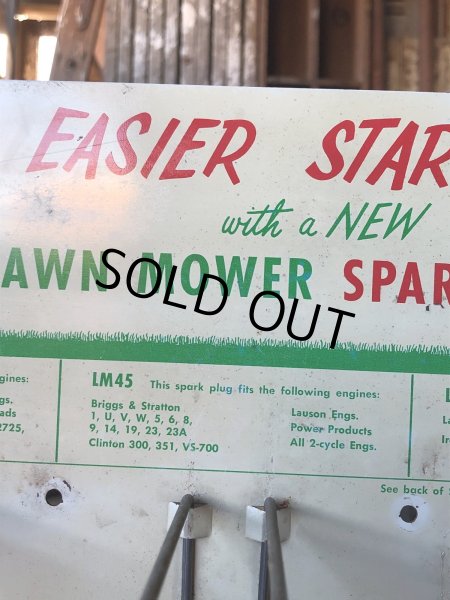 EASIER STAR
with a NEW
AWN MOWER SPAR
SOLD OUT
gines:
gs.
ads
2725,
LM45 This spark plug fits the following engines:
Briggs & Stratton
1, U, V, W, 5, 6, 8,
9, 14, 19, 23, 23A
Clinton 300, 351, VS-700
Lauson Engs.
Power Products
All 2-cycle Engs.
L
La
Ir
See back of